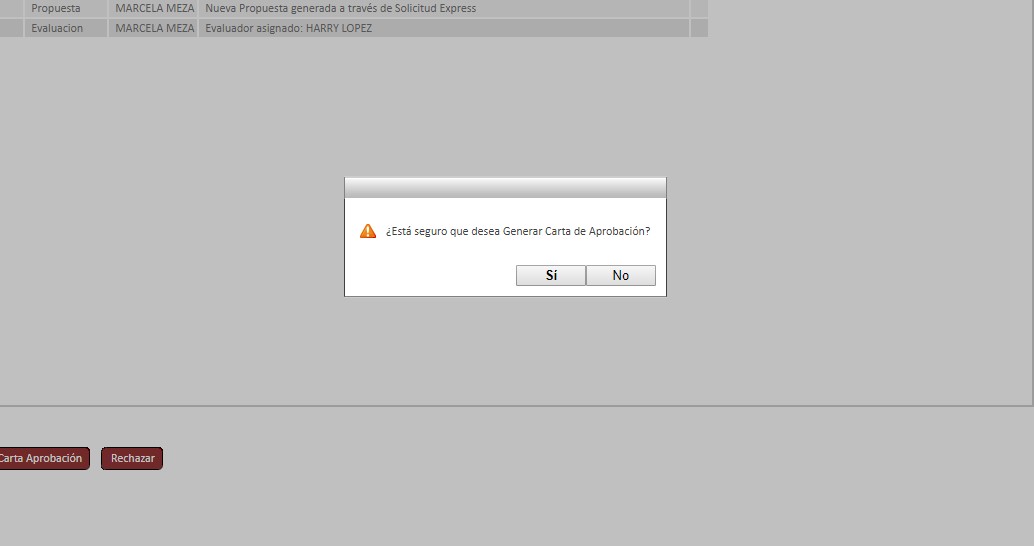 Propuesta MARCELA MEZA Nueva Propuesta generada a través de Solicitud Express
Evaluacion MARCELA MEZA Evaluador asignado: HARRY LOPEZ
¿Está seguro que desea Generar Carta de Aprobación?
Sí No
Carta Aprobación Rechazar